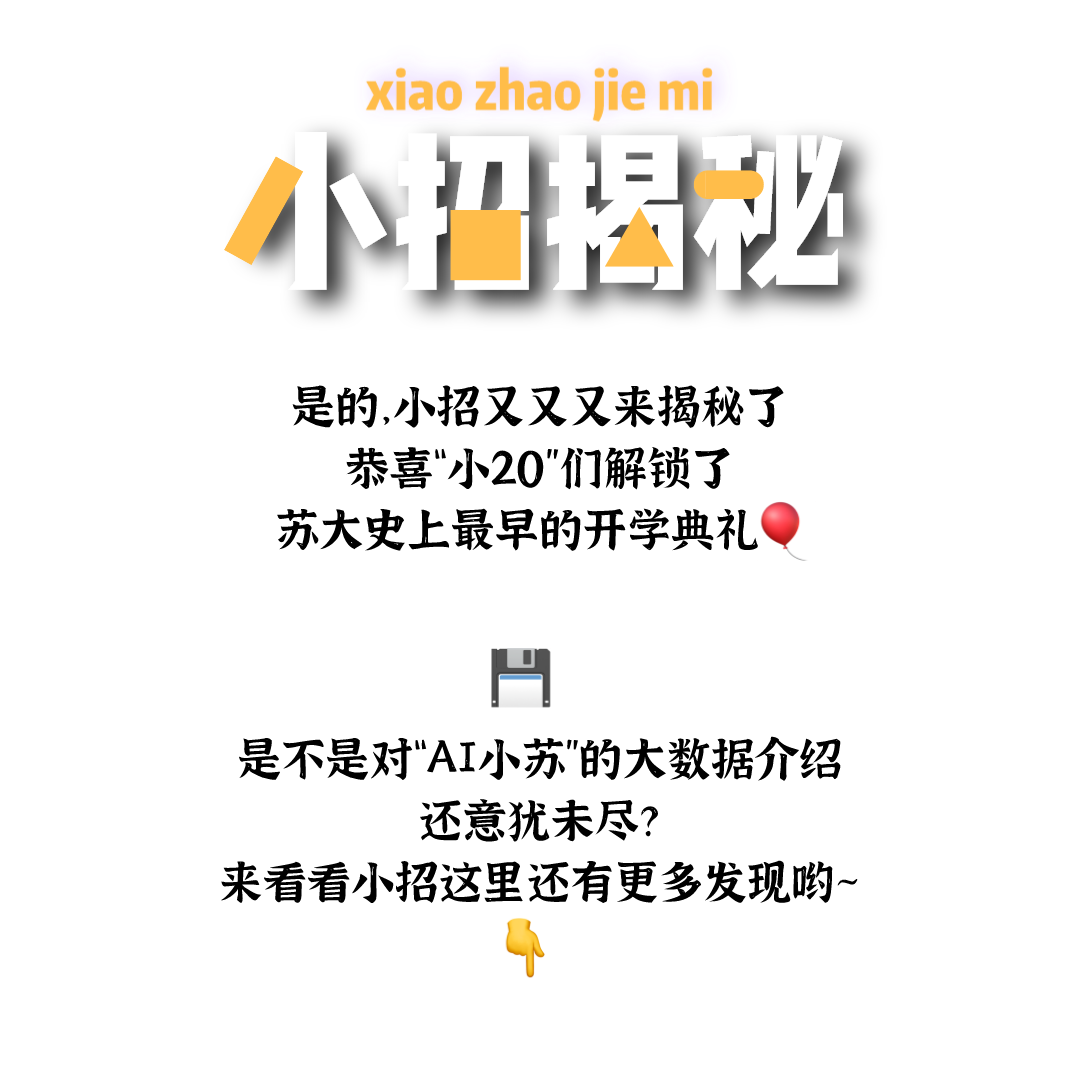 xiao zhao jie mi
小招揭秘
是的,小招又又又来揭秘了
恭喜“小20”们解锁了
苏大史上最早的开学典礼🎈
💾
是不是对“AI小苏”的大数据介绍
还意犹未尽?
来看看小招这里还有更多发现哟~
👇